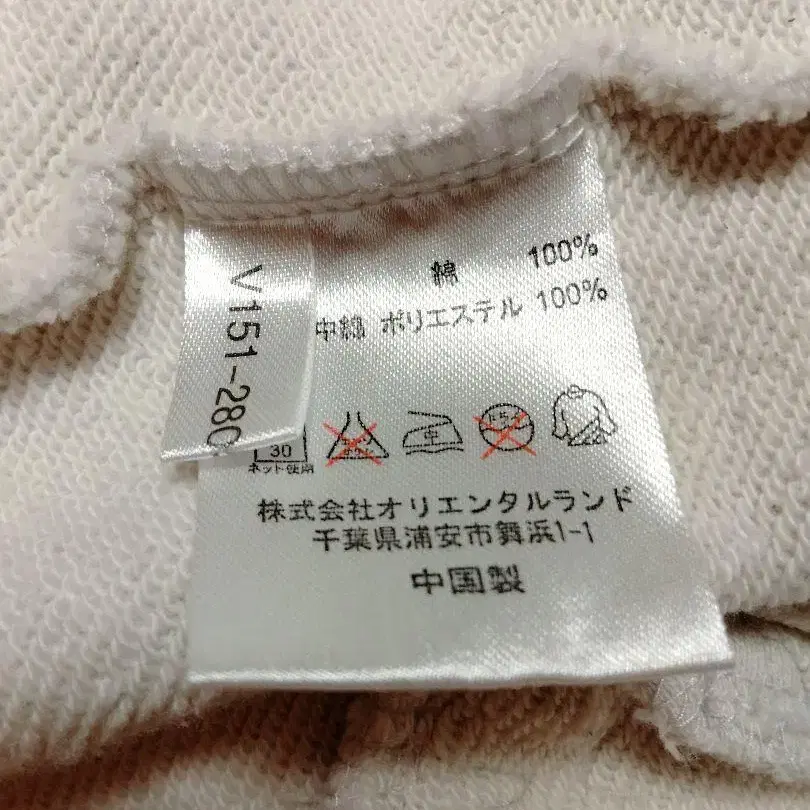 綿 100%
中綿 ポリエステル 100%
V151-280
30 中 ドライ
ネット使用
株式会社オリエンタルランド
千葉県浦安市舞浜1-1
中国製